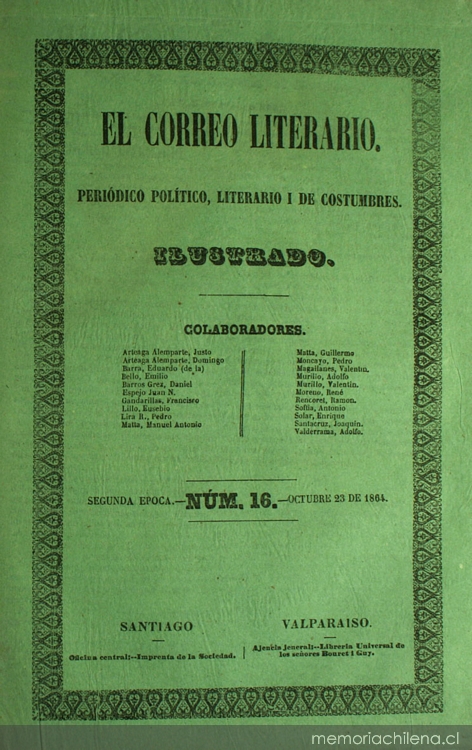 EL CORREO LITERARIO.
PERIÓDICO POLÍTICO, LITERARIO I DE COSTUMBRES.
ILUSTRADO.
COLABORADORES.
Arteaga Alemparte, Justo
Arteaga Alemparte, Domingo
Barra, Eduardo (de la)
Bello, Emilio
Barros Grez, Daniel
Espejo Juan N.
Gandarillas, Francisco
Lillo, Eusebio
Lira R., Pedro
Matta, Manuel Antonio
Matta, Guillermo
Moncayo, Pedro
Magallanes, Valentin.
Murillo, Adolfo
Murillo, Valentin.
Moreno, René
Rencoret, Ramon.
Soffia, Antonio
Solar, Enrique
Santacruz, Joaquin.
Valderrama, Adolfo.
SEGUNDA EPOCA.—NÚM. 16.—OCTUBRE 23 DE 1864.
SANTIAGO
Oficina central:--Imprenta de la Sociedad.
VALPARAISO.
Ajencia Jeneral:--Libreria Universal de
los señores Bouret i Guy.
memoriachilena.cl